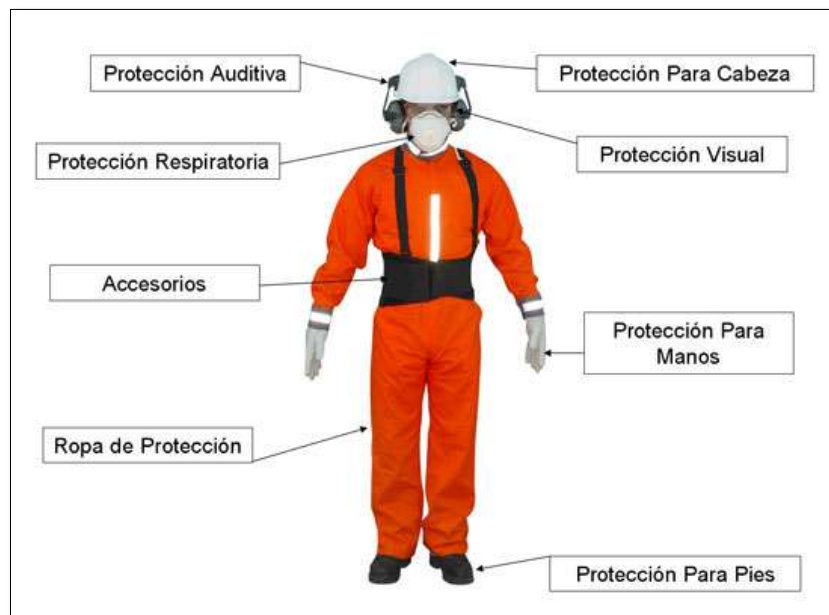 Protección Auditiva
Protección Para Cabeza
Protección Respiratoria
Protección Visual
Accesorios
Protección Para
Manos
Ropa de Protección
Protección Para Pies